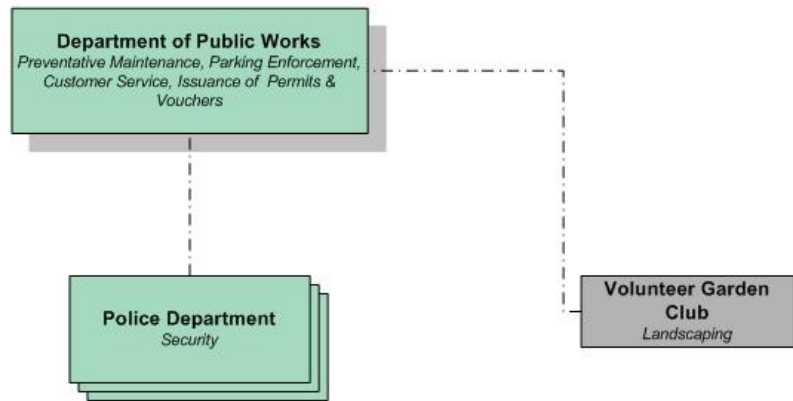 Department of Public Works
Preventative Maintenance, Parking Enforcement,
Customer Service, Issuance of Permits &
Vouchers
Police Department
Security
Volunteer Garden
Club
Landscaping